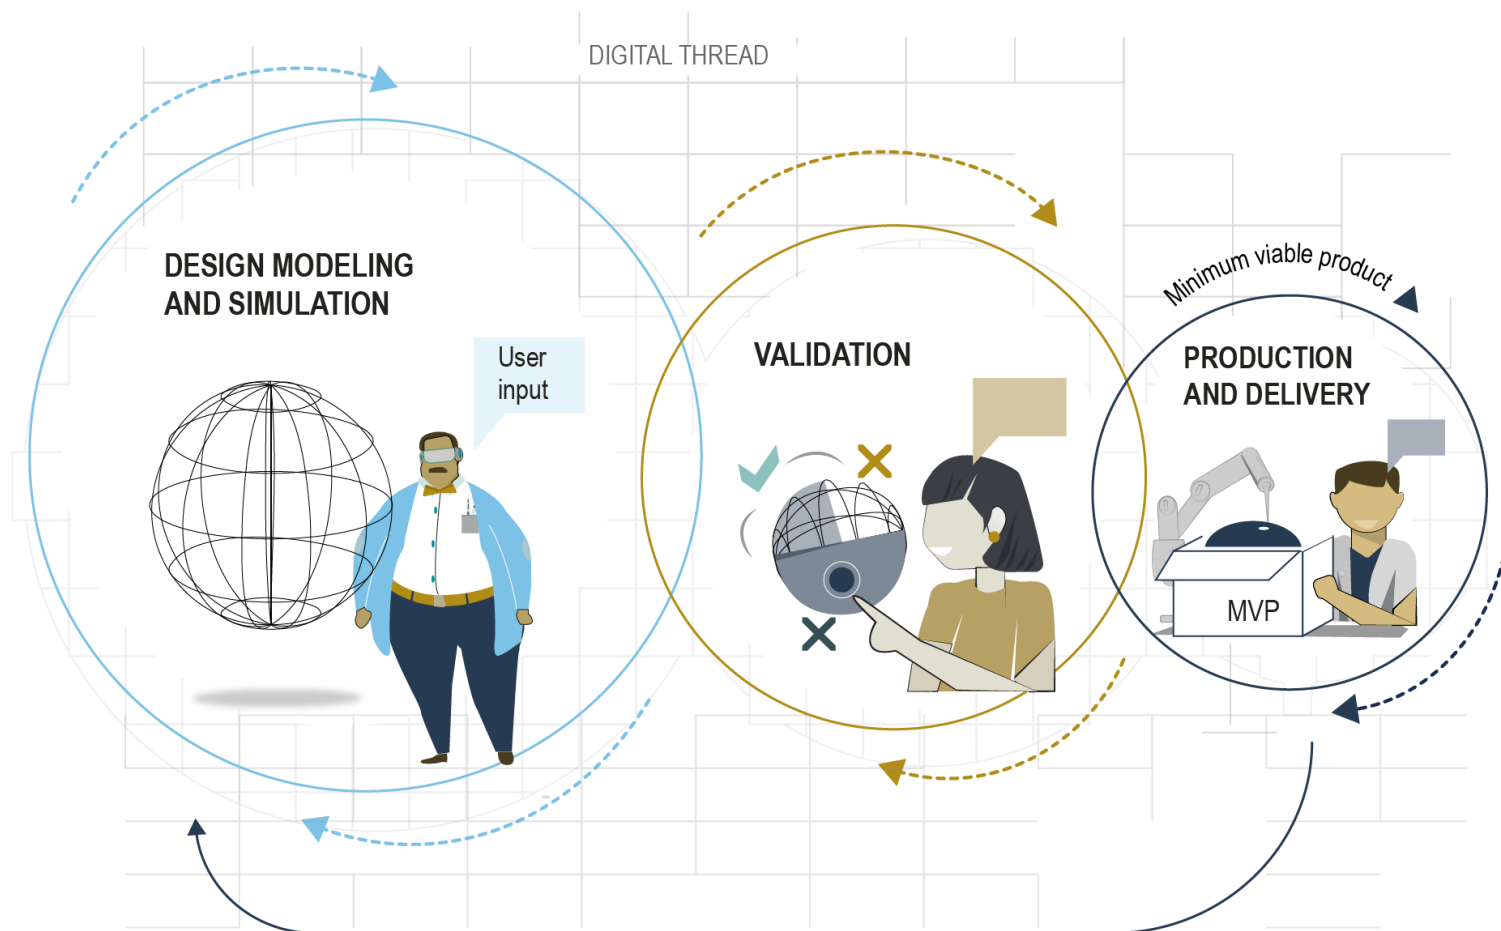 DIGITAL THREAD
DESIGN MODELING
AND SIMULATION
User
input
VALIDATION
Minimum viable product
PRODUCTION
AND DELIVERY
MVP